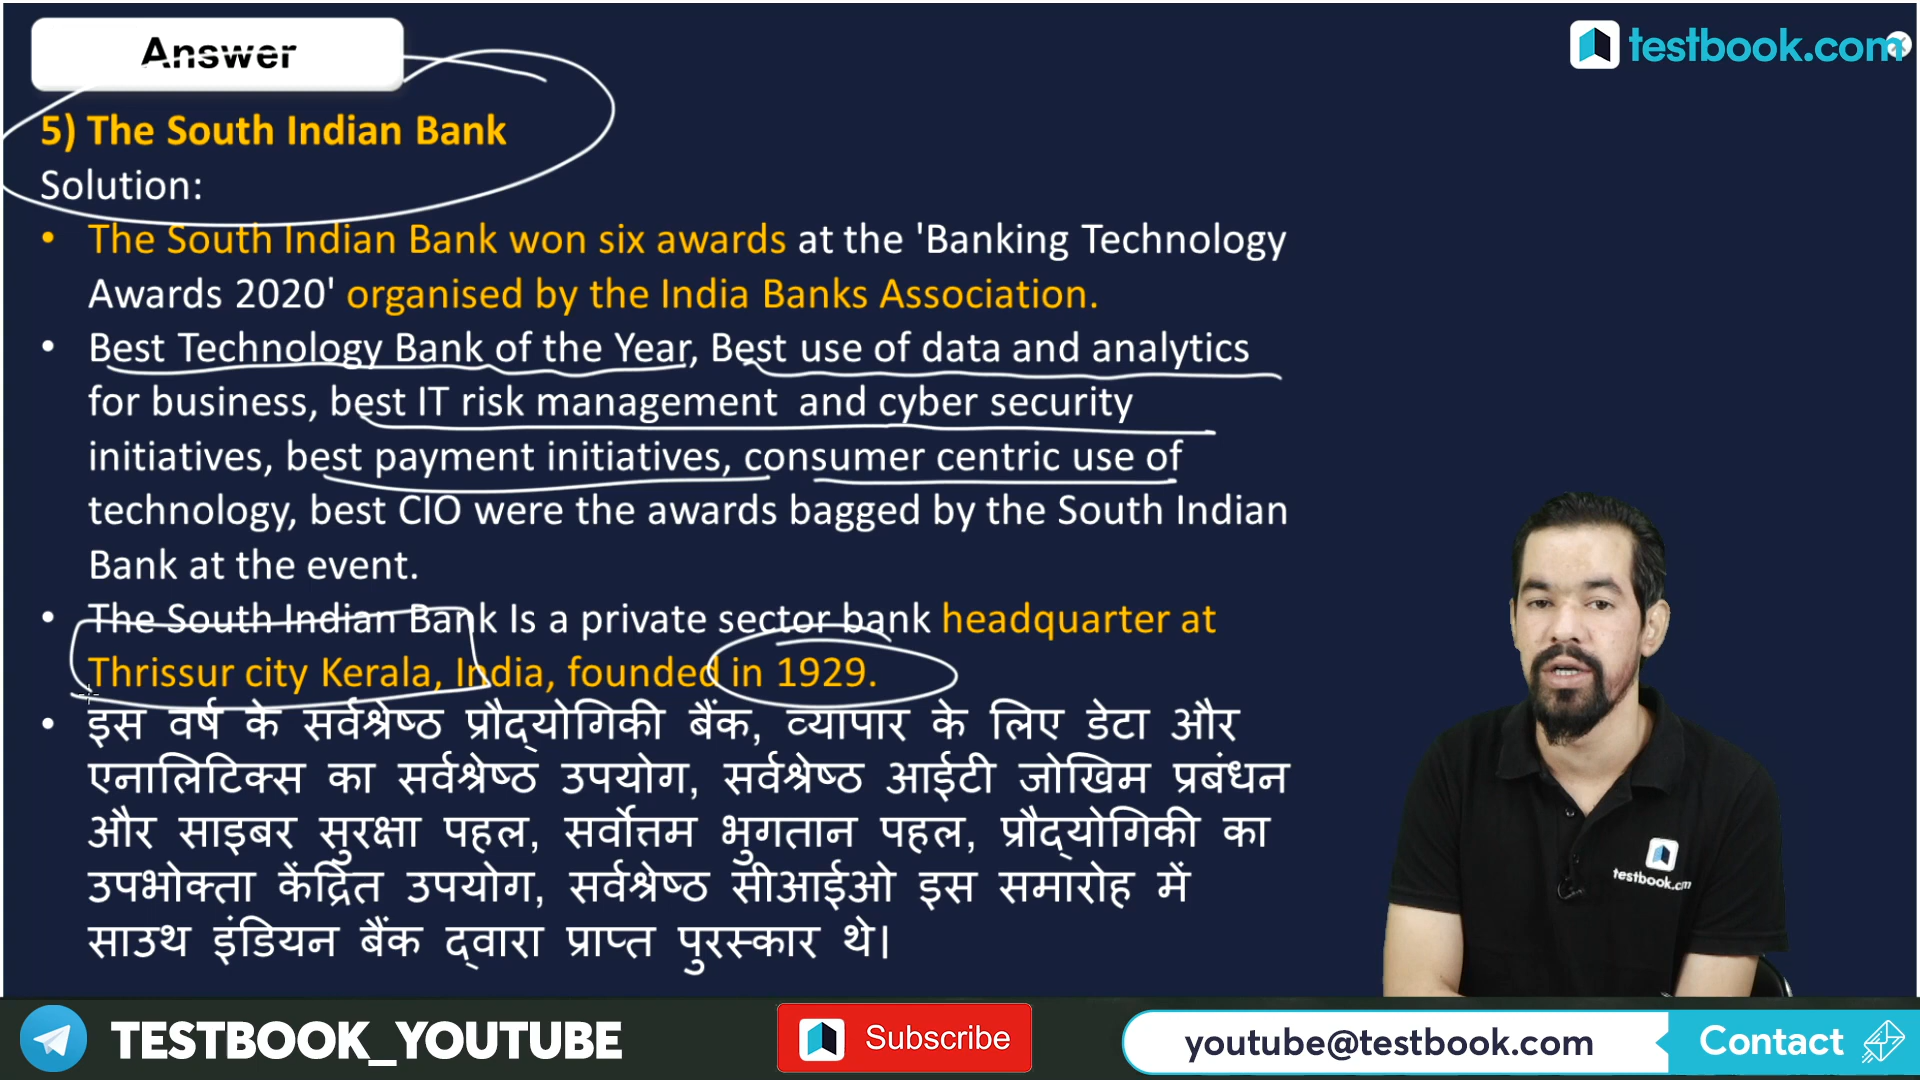 Answer
testbook.com
5) The South Indian Bank
Solution:
• The South Indian Bank won six awards at the 'Banking Technology
Awards 2020' organised by the India Banks Association.
• Best Technology Bank of the Year, Best use of data and analytics
for business, best IT risk management and cyber security
initiatives, best payment initiatives, consumer centric use of
technology, best CIO were the awards bagged by the South Indian
Bank at the event.
• The South Indian Bank Is a private sector bank headquarter at
Thrissur city Kerala, India, founded in 1929.
• इस वर्ष के सर्वश्रेष्ठ प्रौद्योगिकी बैंक, व्यापार के लिए डेटा और
एनालिटिक्स का सर्वश्रेष्ठ उपयोग, सर्वश्रेष्ठ आईटी जोखिम प्रबंधन
और साइबर सुरक्षा पहल, सर्वोत्तम भुगतान पहल, प्रौद्योगिकी का
उपभोक्ता केंद्रित उपयोग, सर्वश्रेष्ठ सीआईओ इस समारोह में
साउथ इंडियन बैंक द्वारा प्राप्त पुरस्कार थे।
testbook.com
TESTBOOK_YOUTUBE
Subscribe
youtube@testbook.com
Contact